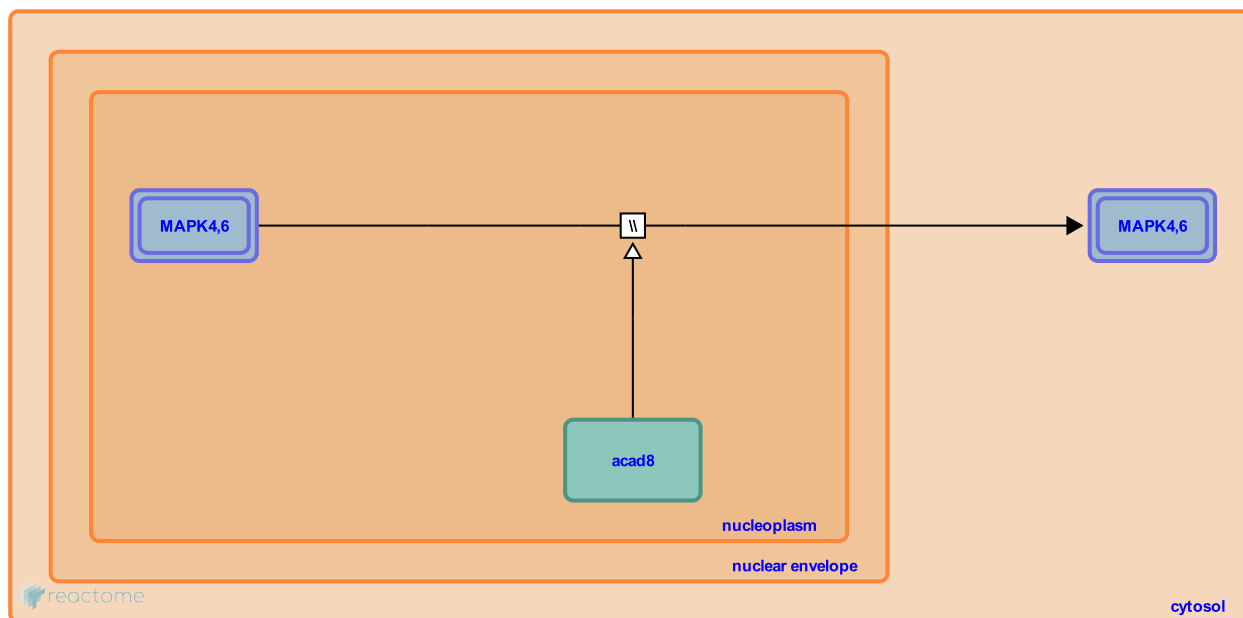 MAPK4,6
\\
MAPK4,6
acad8
nucleoplasm
nuclear envelope
reactome
cytosol